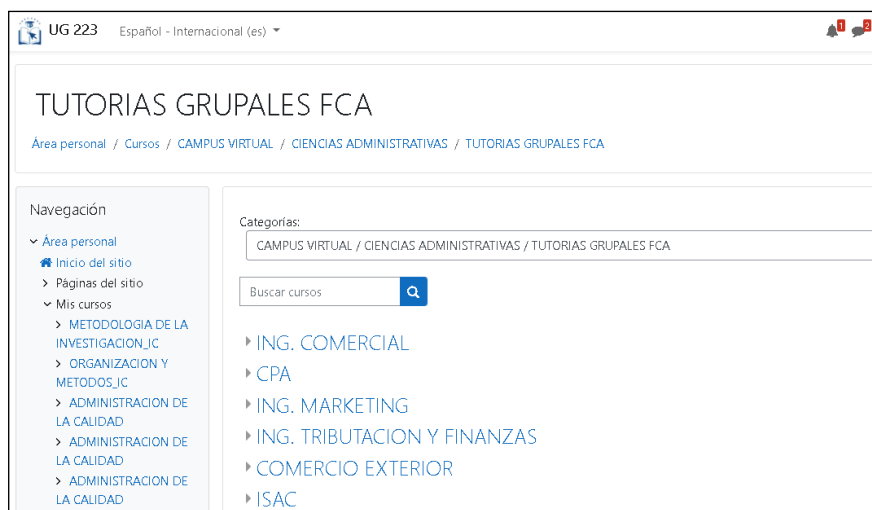 UG 223 Español - Internacional (es) 1 2
TUTORIAS GRUPALES FCA
Área personal / Cursos / CAMPUS VIRTUAL / CIENCIAS ADMINISTRATIVAS / TUTORIAS GRUPALES FCA
Navegación
Área personal
Inicio del sitio
Páginas del sitio
Mis cursos
METODOLOGIA DE LA
INVESTIGACION_IC
ORGANIZACION Y
METODOS_IC
ADMINISTRACION DE
LA CALIDAD
ADMINISTRACION DE
LA CALIDAD
ADMINISTRACION DE
LA CALIDAD
Categorías:
CAMPUS VIRTUAL / CIENCIAS ADMINISTRATIVAS / TUTORIAS GRUPALES FCA
Buscar cursos
ING. COMERCIAL
CPA
ING. MARKETING
ING. TRIBUTACION Y FINANZAS
COMERCIO EXTERIOR
ISAC